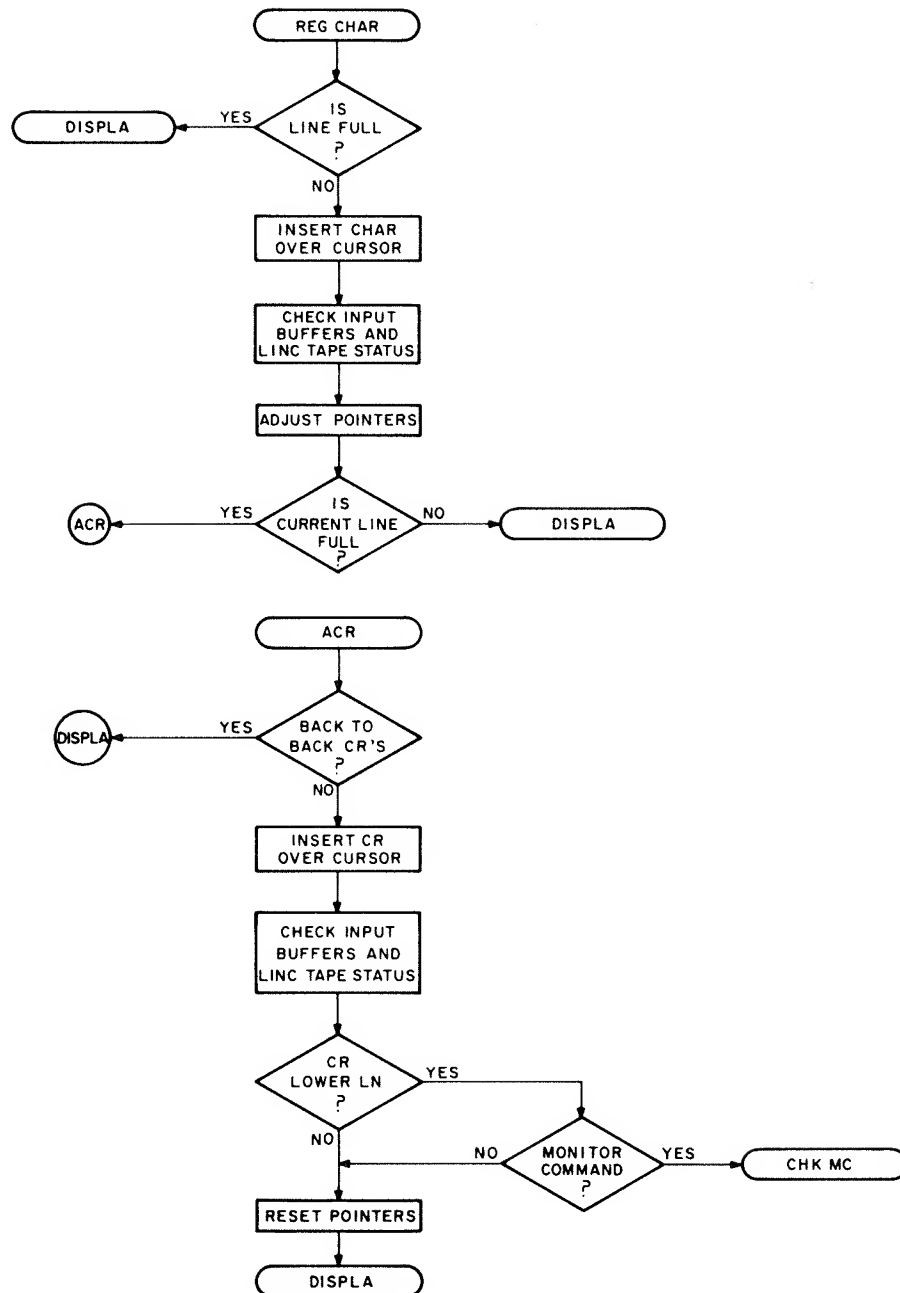 REG CHAR
IS
LINE FULL
?
YES
DISPLA
NO
INSERT CHAR
OVER CURSOR
CHECK INPUT
BUFFERS AND
LINC TAPE STATUS
ADJUST POINTERS
IS
CURRENT LINE
FULL
?
YES
ACR
NO
DISPLA
ACR
BACK TO
BACK CR'S
?
YES
DISPLA
NO
INSERT CR
OVER CURSOR
CHECK INPUT
BUFFERS AND
LINC TAPE STATUS
CR
LOWER LN
?
YES
NO
MONITOR
COMMAND
?
NO
YES
CHK MC
RESET POINTERS
DISPLA